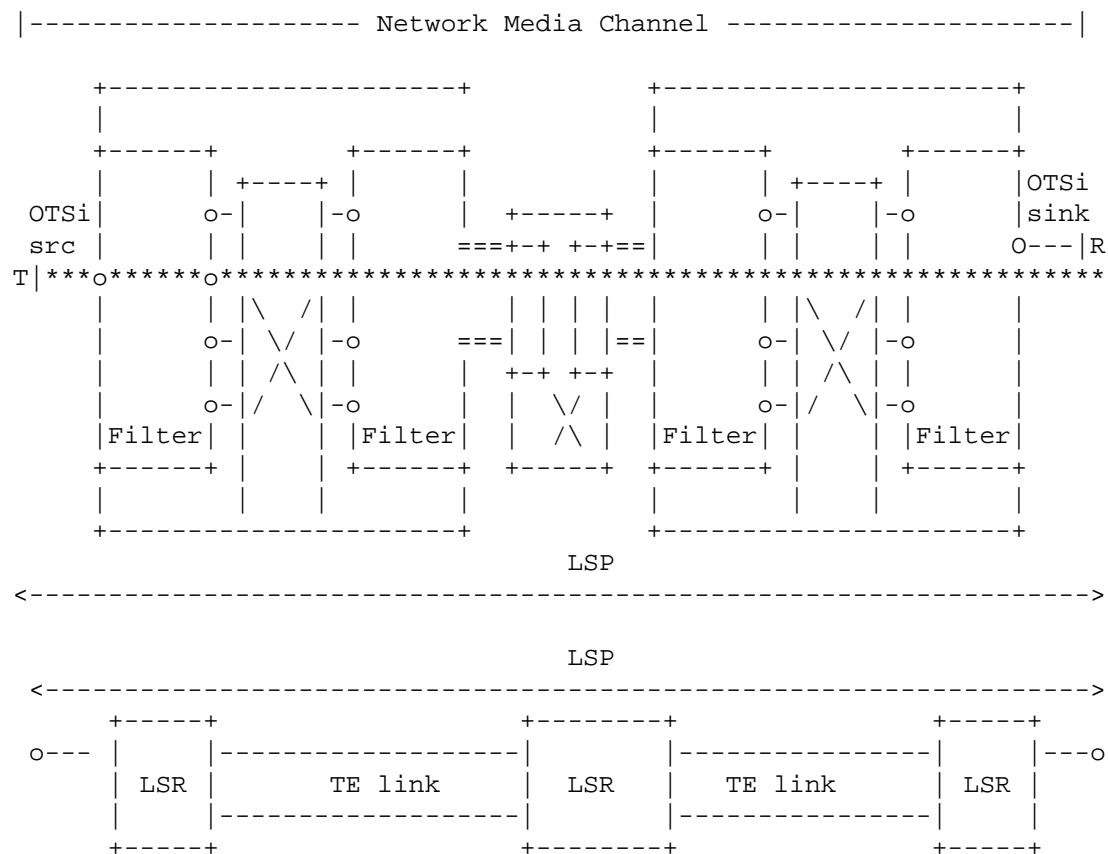 Network Media Channel
OTSi OTSi
src sink
T R
Filter Filter Filter Filter
LSP
LSP
LSR TE link LSR TE link LSR